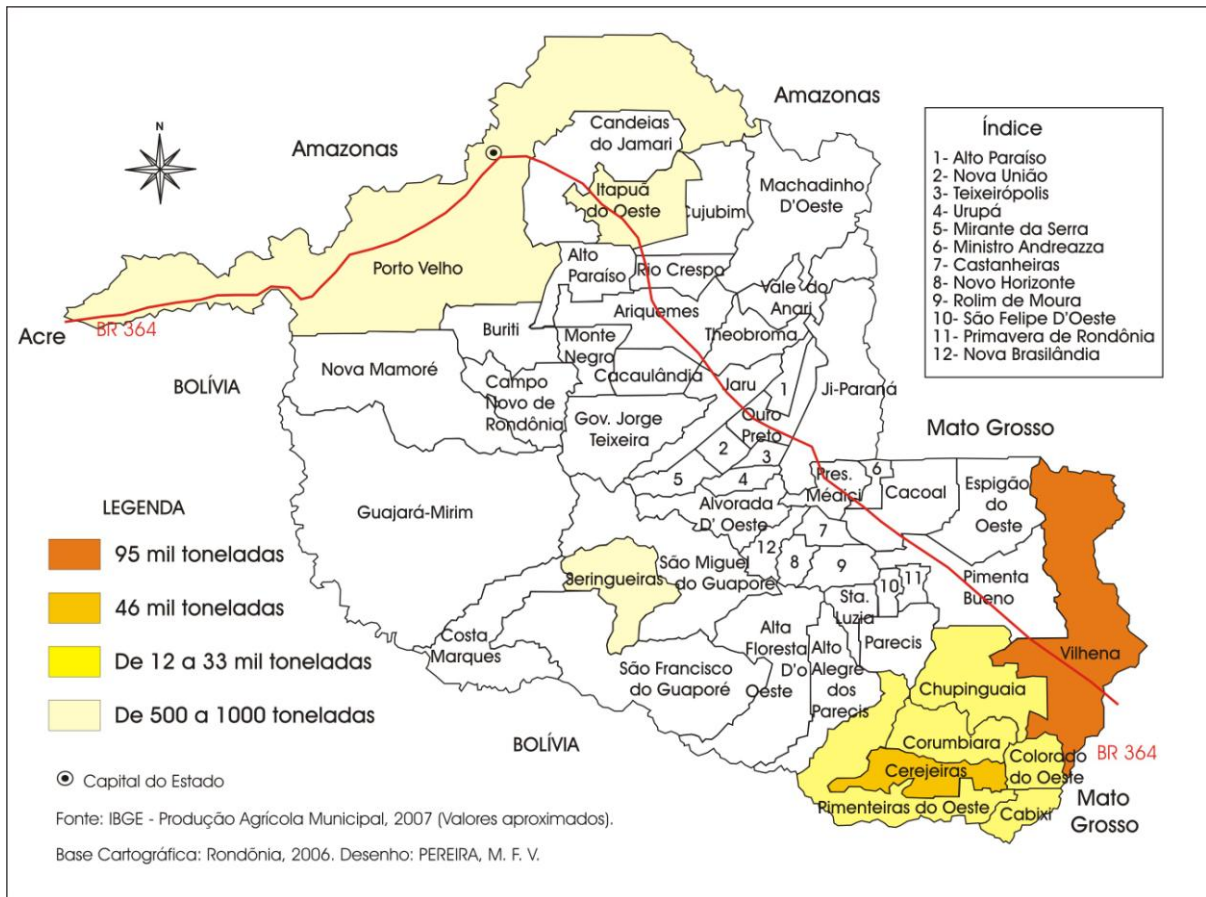 Amazonas
Amazonas
Candeias
do Jamari
N
Itapuã
do Oeste
Cujubim
Machadinho
D'Oeste
Porto Velho
Alto
Paraíso
Rio Crespo
Acre
BR 364
Buriti
Ariquemes
Vale do
Anari
Monte
Negro
Theobroma
BOLÍVIA
Nova Mamoré
Campo
Novo de
Rondônia
Cacaulândia
Jaru
1
Ji-Paraná
Gov. Jorge
Teixeira
Ouro
Preto
2
3
4
5
Mato Grosso
Pres.
Médici
6
Cacoal
Espigão
do
Oeste
Guajará-Mirim
Alvorada
D' Oeste
7
12
8
9
Seringueiras
São Miguel
do Guaporé
10
11
Pimenta
Bueno
Sta.
Luzia
Parecis
Costa
Marques
São Francisco
do Guaporé
Alta
Floresta
D'o
Oeste
Alto
Alegre
dos
Parecis
Vilhena
Chupinguaia
BOLÍVIA
Corumbiara
Colorado
do Oeste
BR 364
Cerejeiras
Pimenteiras do Oeste
Cabixi
Mato
Grosso
Índice
1- Alto Paraíso
2- Nova União
3- Teixeirópolis
4- Urupá
5- Mirante da Serra
6- Ministro Andreazza
7- Castanheiras
8- Novo Horizonte
9- Rolim de Moura
10- São Felipe D'Oeste
11- Primavera de Rondônia
12- Nova Brasilândia
LEGENDA
95 mil toneladas
46 mil toneladas
De 12 a 33 mil toneladas
De 500 a 1000 toneladas
Capital do Estado
Fonte: IBGE - Produção Agrícola Municipal, 2007 (Valores aproximados).
Base Cartográfica: Rondônia, 2006. Desenho: PEREIRA, M. F. V.